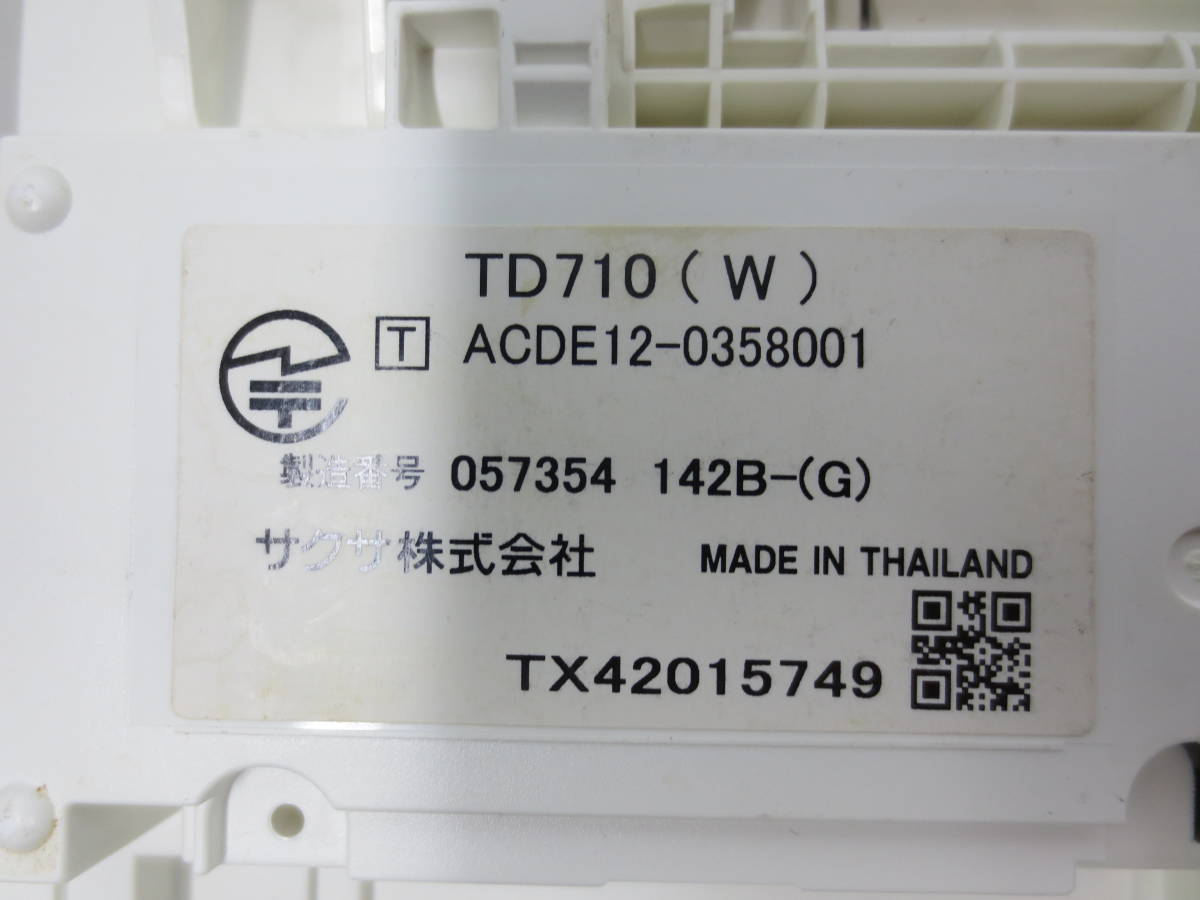 TD710 ( W )
T ACDE12-0358001
製造番号 057354 142B-(G)
サクサ株式会社 MADE IN THAILAND
TX42015749